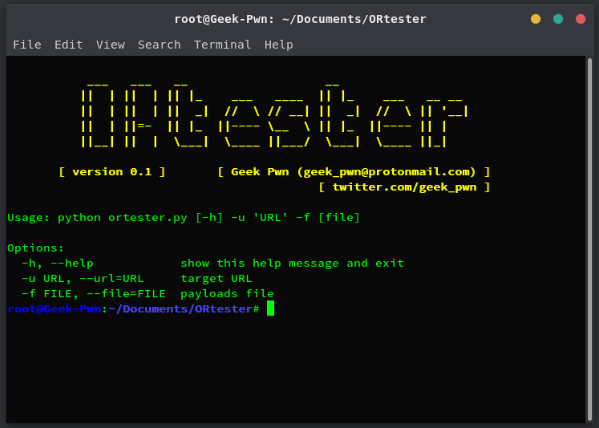 root@Geek-Pwn: ~/Documents/ORtester
File Edit View Search Terminal Help
ORtester
[ version 0.1 ] [ Geek Pwn (geek_pwn@protonmail.com) ]
[ twitter.com/geek_pwn ]
Usage: python ortester.py [-h] -u 'URL' -f [file]
Options:
-h, --help show this help message and exit
-u URL, --url=URL target URL
-f FILE, --file=FILE payloads file
root@Geek-Pwn:~/Documents/ORtester#